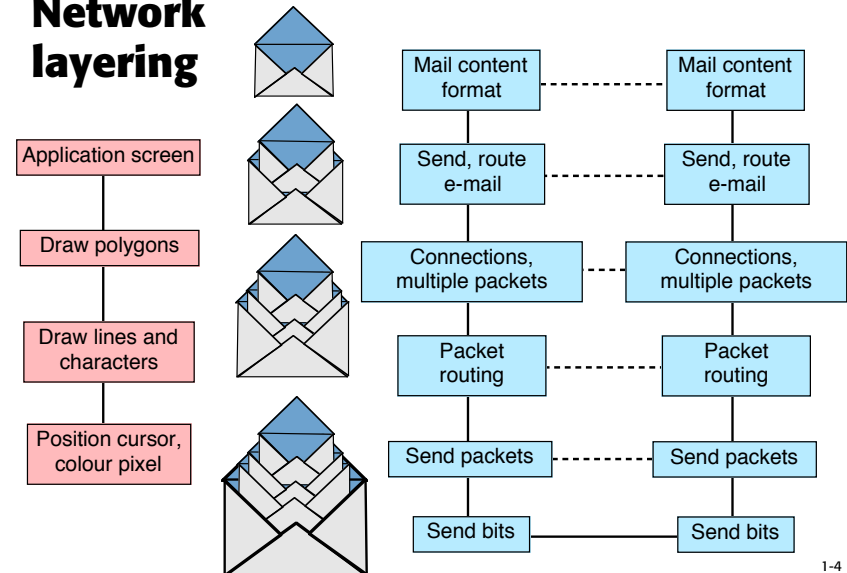 Network
layering
Application screen
Draw polygons
Draw lines and
characters
Position cursor,
colour pixel
Mail content
format
Mail content
format
Send, route
e-mail
Send, route
e-mail
Connections,
multiple packets
Connections,
multiple packets
Packet
routing
Packet
routing
Send packets
Send packets
Send bits
Send bits
1-4